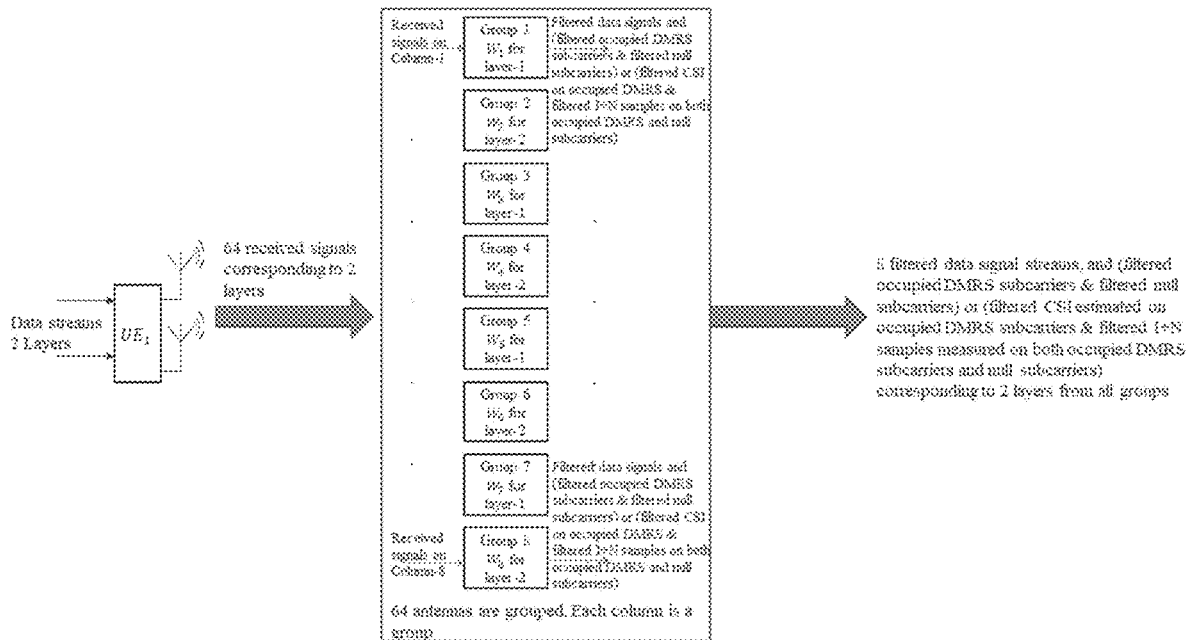 Data streams
2 Layers
UE₁
64 received signals
corresponding to 2
layers
Received
signals on
Column-1
Group 1
W₁ for
layer-1
Filtered data signals and
(filtered occupied DMRS
subcarriers & filtered null
subcarriers) or (filtered CSI
on occupied DMRS &
filtered I+N samples on both
occupied DMRS and null
subcarriers)
Group 2
for
layer-2
Group 3
for
layer-1
Group 4
for
layer-2
Group 5
for
layer-1
Group 6
for
layer-2
Group 7
for
layer-1
Received
signals on
Column-8
Group 8
for
layer-2
Filtered data signals and
(filtered occupied DMRS
subcarriers & filtered null
subcarriers) or (filtered CSI
on occupied DMRS &
filtered I+N samples on both
occupied DMRS and null
subcarriers)
64 antennas are grouped. Each column is a
group
8 filtered data signal streams, and (filtered
occupied DMRS subcarriers & filtered null
subcarriers) or (filtered CSI estimated on
occupied DMRS subcarriers & filtered I+N
samples measured on both occupied DMRS
subcarriers and null subcarriers)
corresponding to 2 layers from all groups